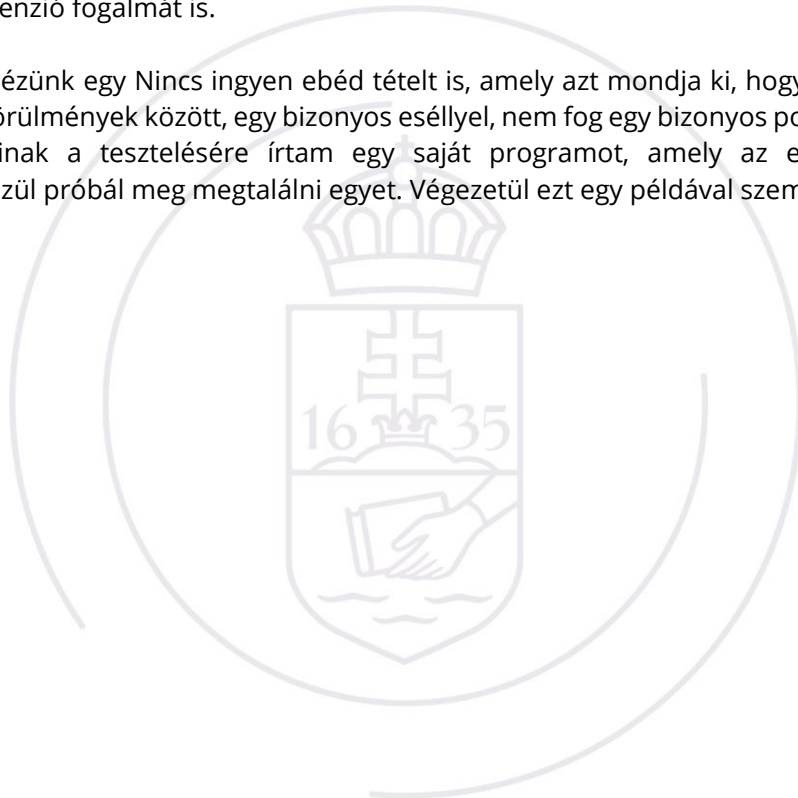 enzió fogalmát is.
ézünk egy Nincs ingyen ebéd tételt is, amely azt mondja ki, hogy
örülmények között, egy bizonyos eséllyel, nem fog egy bizonyos po
inak a tesztelésére írtam egy saját programot, amely az e
zül próbál meg megtalálni egyet. Végezetül ezt egy példával szem
16 35